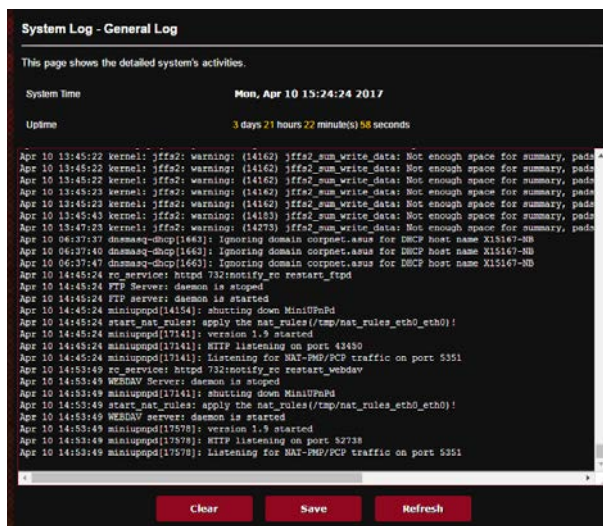 System Log - General Log
This page shows the detailed system's activities.
System Time Mon, Apr 10 15:24:24 2017
Uptime 3 days 21 hours 22 minute(s) 58 seconds
Apr 10 13:45:22 kernel: jffs2: warning: (14162) jffs2_sum_write_data: Not enough space for summary, pads
Apr 10 13:45:22 kernel: jffs2: warning: (14162) jffs2_sum_write_data: Not enough space for summary, pads
Apr 10 13:45:22 kernel: jffs2: warning: (14162) jffs2_sum_write_data: Not enough space for summary, pads
Apr 10 13:45:23 kernel: jffs2: warning: (14162) jffs2_sum_write_data: Not enough space for summary, pads
Apr 10 13:45:23 kernel: jffs2: warning: (14162) jffs2_sum_write_data: Not enough space for summary, pads
Apr 10 13:45:43 kernel: jffs2: warning: (14183) jffs2_sum_write_data: Not enough space for summary, pads
Apr 10 13:47:23 kernel: jffs2: warning: (14273) jffs2_sum_write_data: Not enough space for summary, pads
Apr 10 06:37:37 dnsmasq-dhcp[1663]: Ignoring domain corpnet.asus for DHCP host name X15167-NB
Apr 10 06:37:40 dnsmasq-dhcp[1663]: Ignoring domain corpnet.asus for DHCP host name X15167-NB
Apr 10 06:37:47 dnsmasq-dhcp[1663]: Ignoring domain corpnet.asus for DHCP host name X15167-NB
Apr 10 14:45:24 rc_service: httpd 732:notify_rc restart_ftpd
Apr 10 14:45:24 FTP Server: daemon is stoped
Apr 10 14:45:24 FTP server: daemon is started
Apr 10 14:45:24 miniupnpd[14154]: shutting down MiniUPnPd
Apr 10 14:45:24 start_nat_rules: apply the nat_rules(/tmp/nat_rules_eth0_eth0)!
Apr 10 14:45:24 miniupnpd[17141]: version 1.9 started
Apr 10 14:45:24 miniupnpd[17141]: HTTP listening on port 43450
Apr 10 14:45:24 miniupnpd[17141]: Listening for NAT-PMP/PCP traffic on port 5351
Apr 10 14:53:49 rc_service: httpd 732:notify_rc restart_webdav
Apr 10 14:53:49 WEBDAV Server: daemon is stoped
Apr 10 14:53:49 miniupnpd[17141]: shutting down MiniUPnPd
Apr 10 14:53:49 start_nat_rules: apply the nat_rules(/tmp/nat_rules_eth0_eth0)!
Apr 10 14:53:49 WEBDAV server: daemon is started
Apr 10 14:53:49 miniupnpd[17578]: version 1.9 started
Apr 10 14:53:49 miniupnpd[17578]: HTTP listening on port 52738
Apr 10 14:53:49 miniupnpd[17578]: Listening for NAT-PMP/PCP traffic on port 5351
Clear Save Refresh